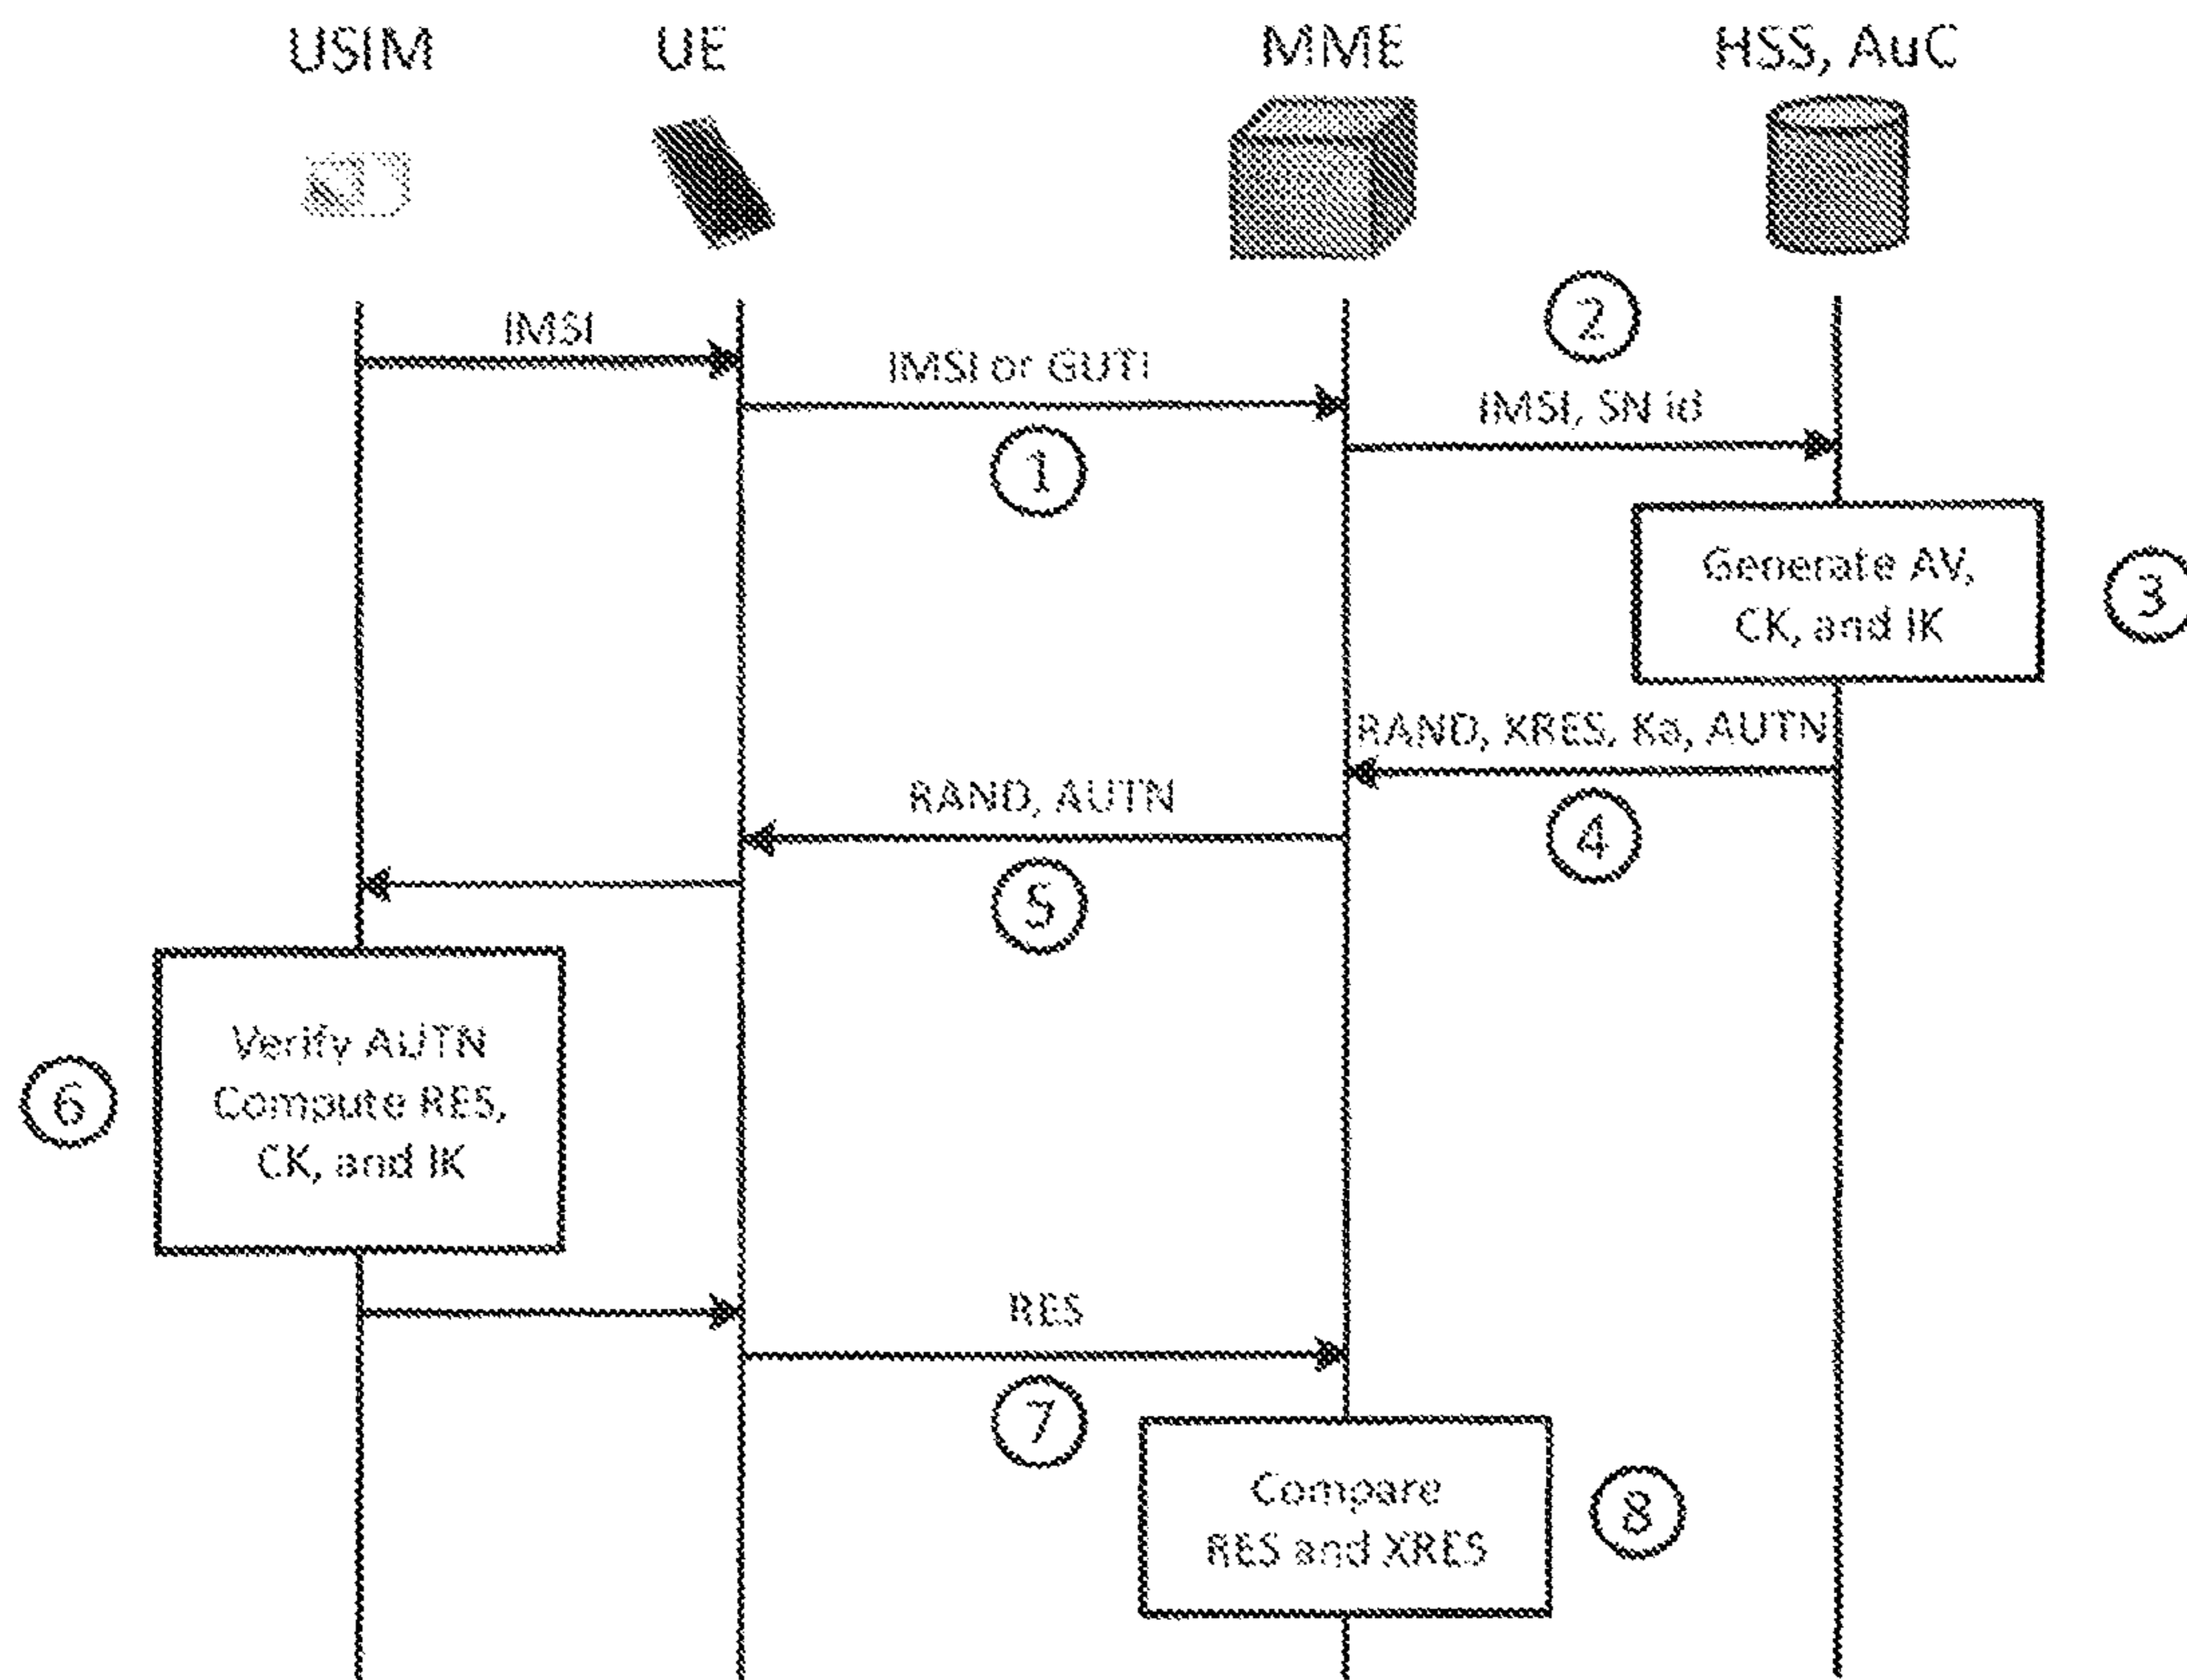 USIM
UE
MME
HSS, AuC
IMSI
IMSI or GUTI
1
2
IMSI, SN id
Generate AV,
CK, and IK
3
RAND, XRES, Ka, AUTN
4
RAND, AUTN
5
Verify AUTN
Compute RES,
CK, and IK
6
RES
7
Compare
RES and XRES
8